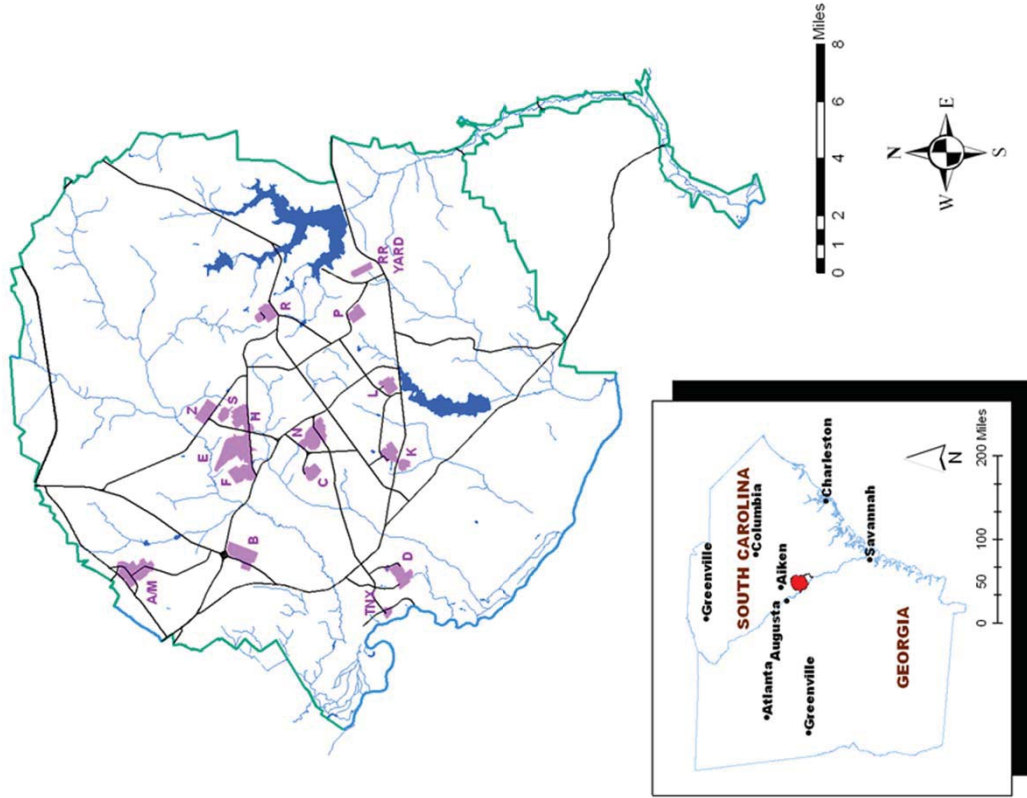 A/M
B
F
E
Z
S
H
N
C
R
P
RR
YARD
L
K
D
TNX
Miles
0 1 2 4 6 8
N
W E
S
Greenville
SOUTH CAROLINA
Columbia
Aiken
Augusta
Atlanta
Greenville
Charleston
Savannah
GEORGIA
N
0 50 100 200 Miles